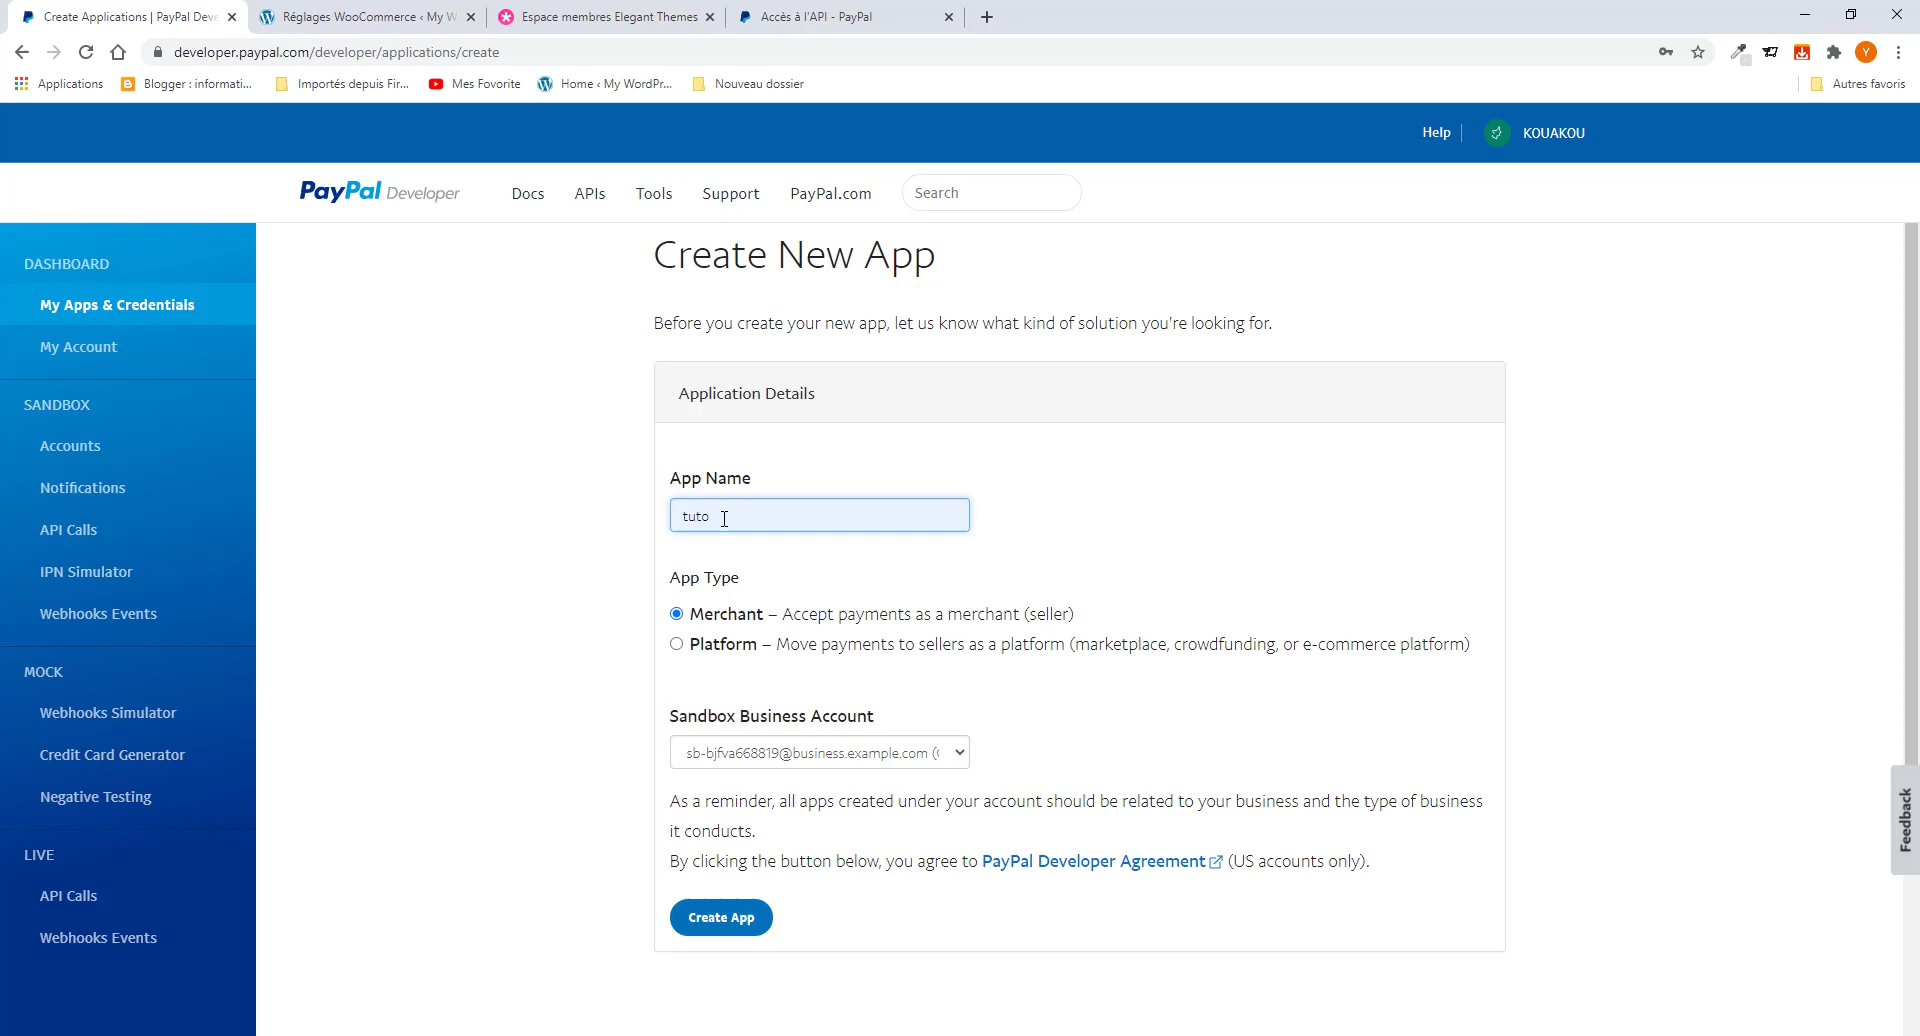 Create Applications | PayPal Deve
Réglages WooCommerce ‹ My W
Espace membres Elegant Themes
Accès à l'API - PayPal
developer.paypal.com/developer/applications/create
Y
Applications
Blogger : informati...
Importés depuis Fir...
Mes Favorite
Home ‹ My WordPr...
Nouveau dossier
Autres favoris
Help
KOUAKOU
PayPal Developer
Docs
APIs
Tools
Support
PayPal.com
Search
DASHBOARD
My Apps & Credentials
My Account
SANDBOX
Accounts
Notifications
API Calls
IPN Simulator
Webhooks Events
MOCK
Webhooks Simulator
Credit Card Generator
Negative Testing
LIVE
API Calls
Webhooks Events
Create New App
Before you create your new app, let us know what kind of solution you're looking for.
Application Details
App Name
tuto
App Type
Merchant – Accept payments as a merchant (seller)
Platform – Move payments to sellers as a platform (marketplace, crowdfunding, or e-commerce platform)
Sandbox Business Account
sb-bjfva668819@business.example.com (
As a reminder, all apps created under your account should be related to your business and the type of business
it conducts.
By clicking the button below, you agree to PayPal Developer Agreement (US accounts only).
Create App
Feedback